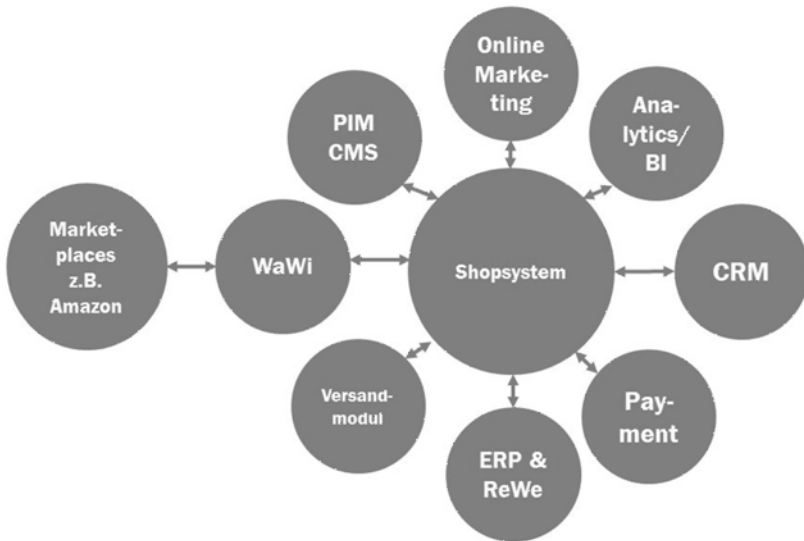 Online
Marke-
ting
Ana-
lytics/
BI
PIM
CMS
Market-
places
z.B.
Amazon
WaWi
Shopsystem
CRM
Versand-
modul
Pay-
ment
ERP &
ReWe